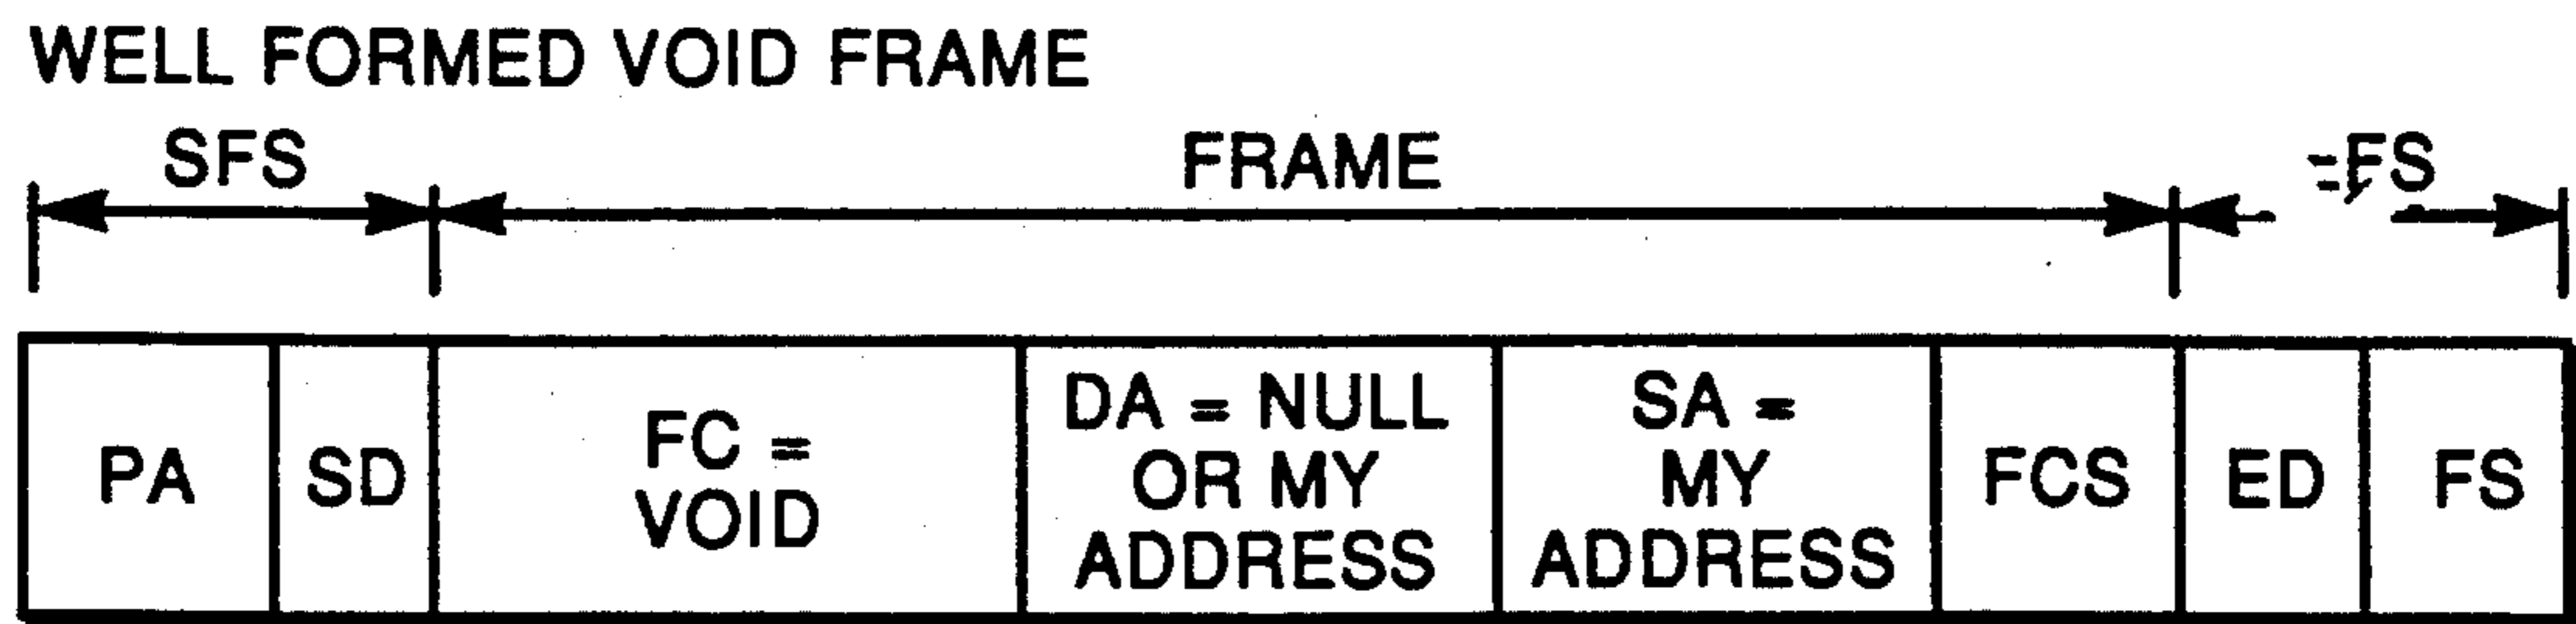 WELL FORMED VOID FRAME
SFS FRAME
PA SD FC = VOID DA = NULL OR MY ADDRESS SA = MY ADDRESS FCS ED FS